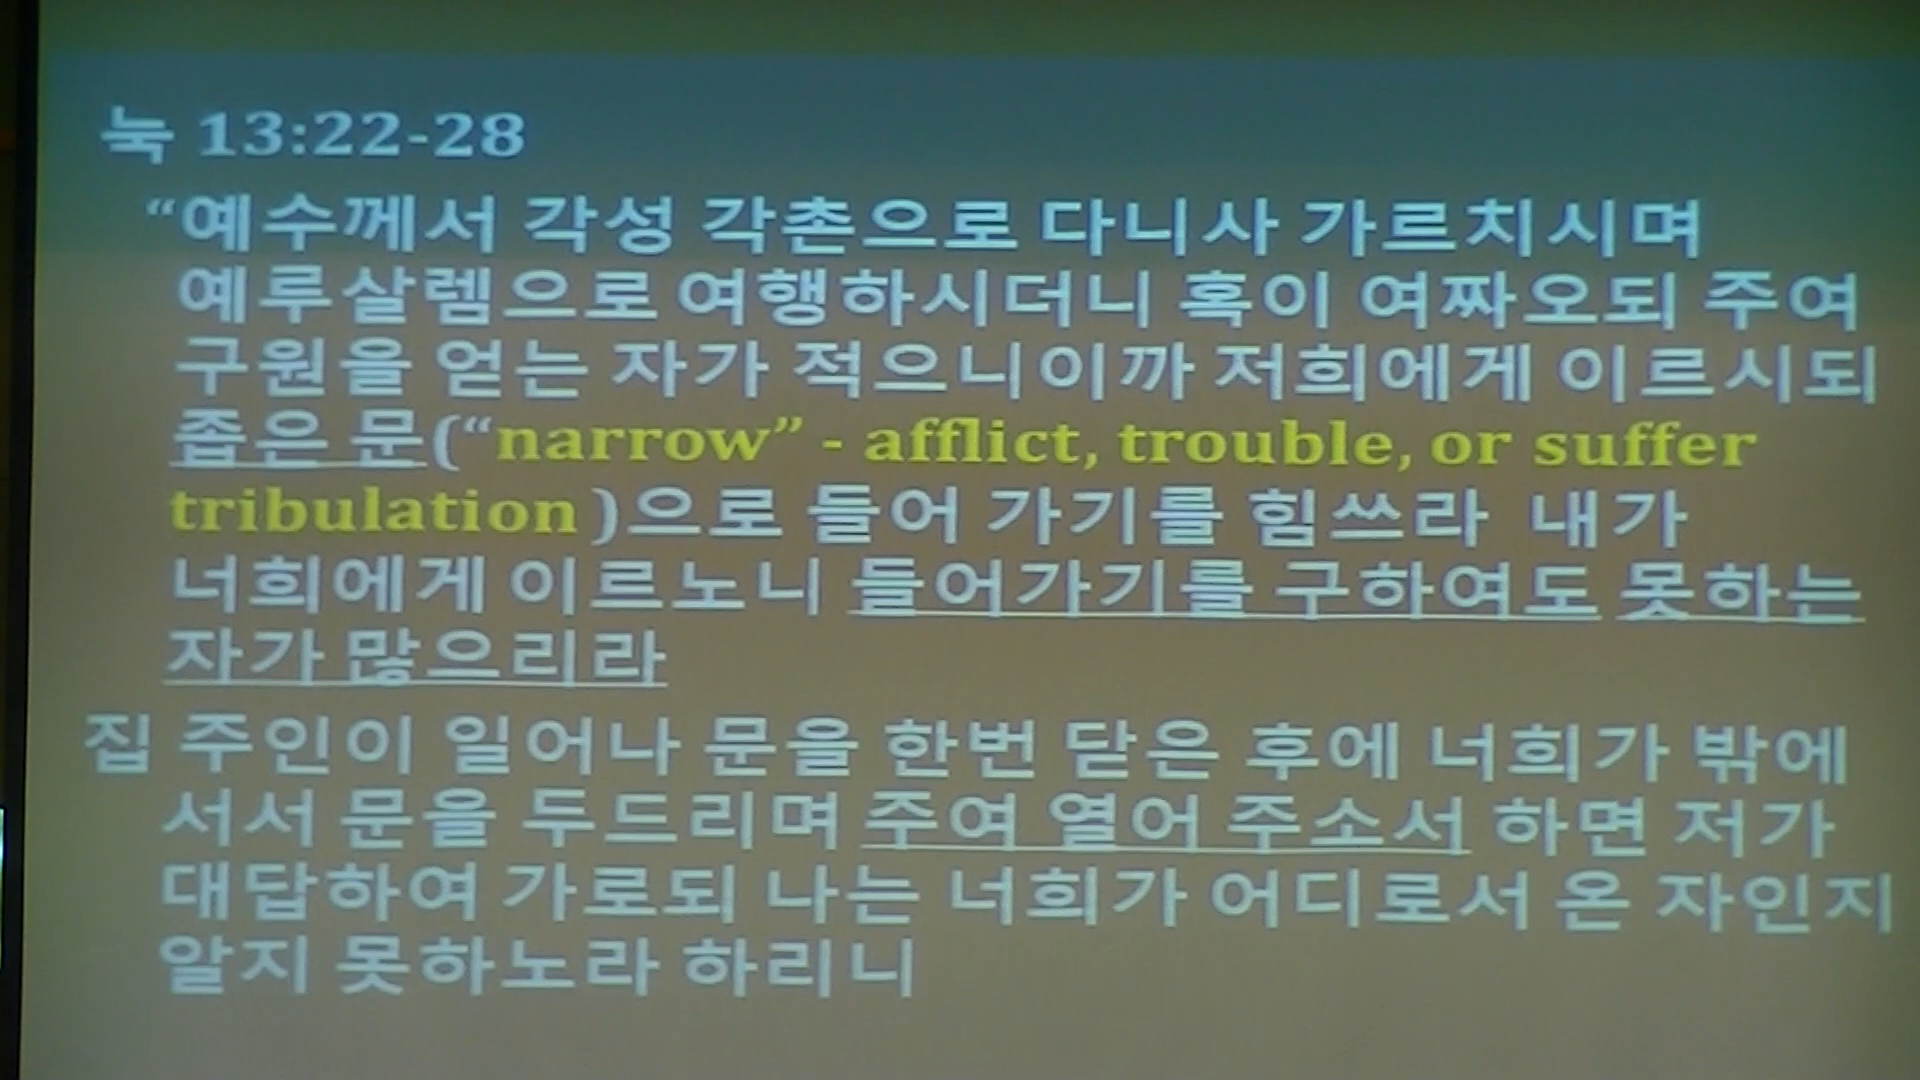 눅 13:22-28
“예수께서 각성 각촌으로 다니사 가르치시며
예루살렘으로 여행하시더니 혹이 여짜오되 주여
구원을 얻는 자가 적으니이까 저희에게 이르시되
좁은 문(“narrow” - afflict, trouble, or suffer
tribulation )으로 들어 가기를 힘쓰라 내가
너희에게 이르노니 들어가기를 구하여도 못하는
자가 많으리라
집 주인이 일어나 문을 한번 닫은 후에 너희가 밖에
서서 문을 두드리며 주여 열어 주소서 하면 저가
대답하여 가로되 나는 너희가 어디로서 온 자인지
알지 못하노라 하리니